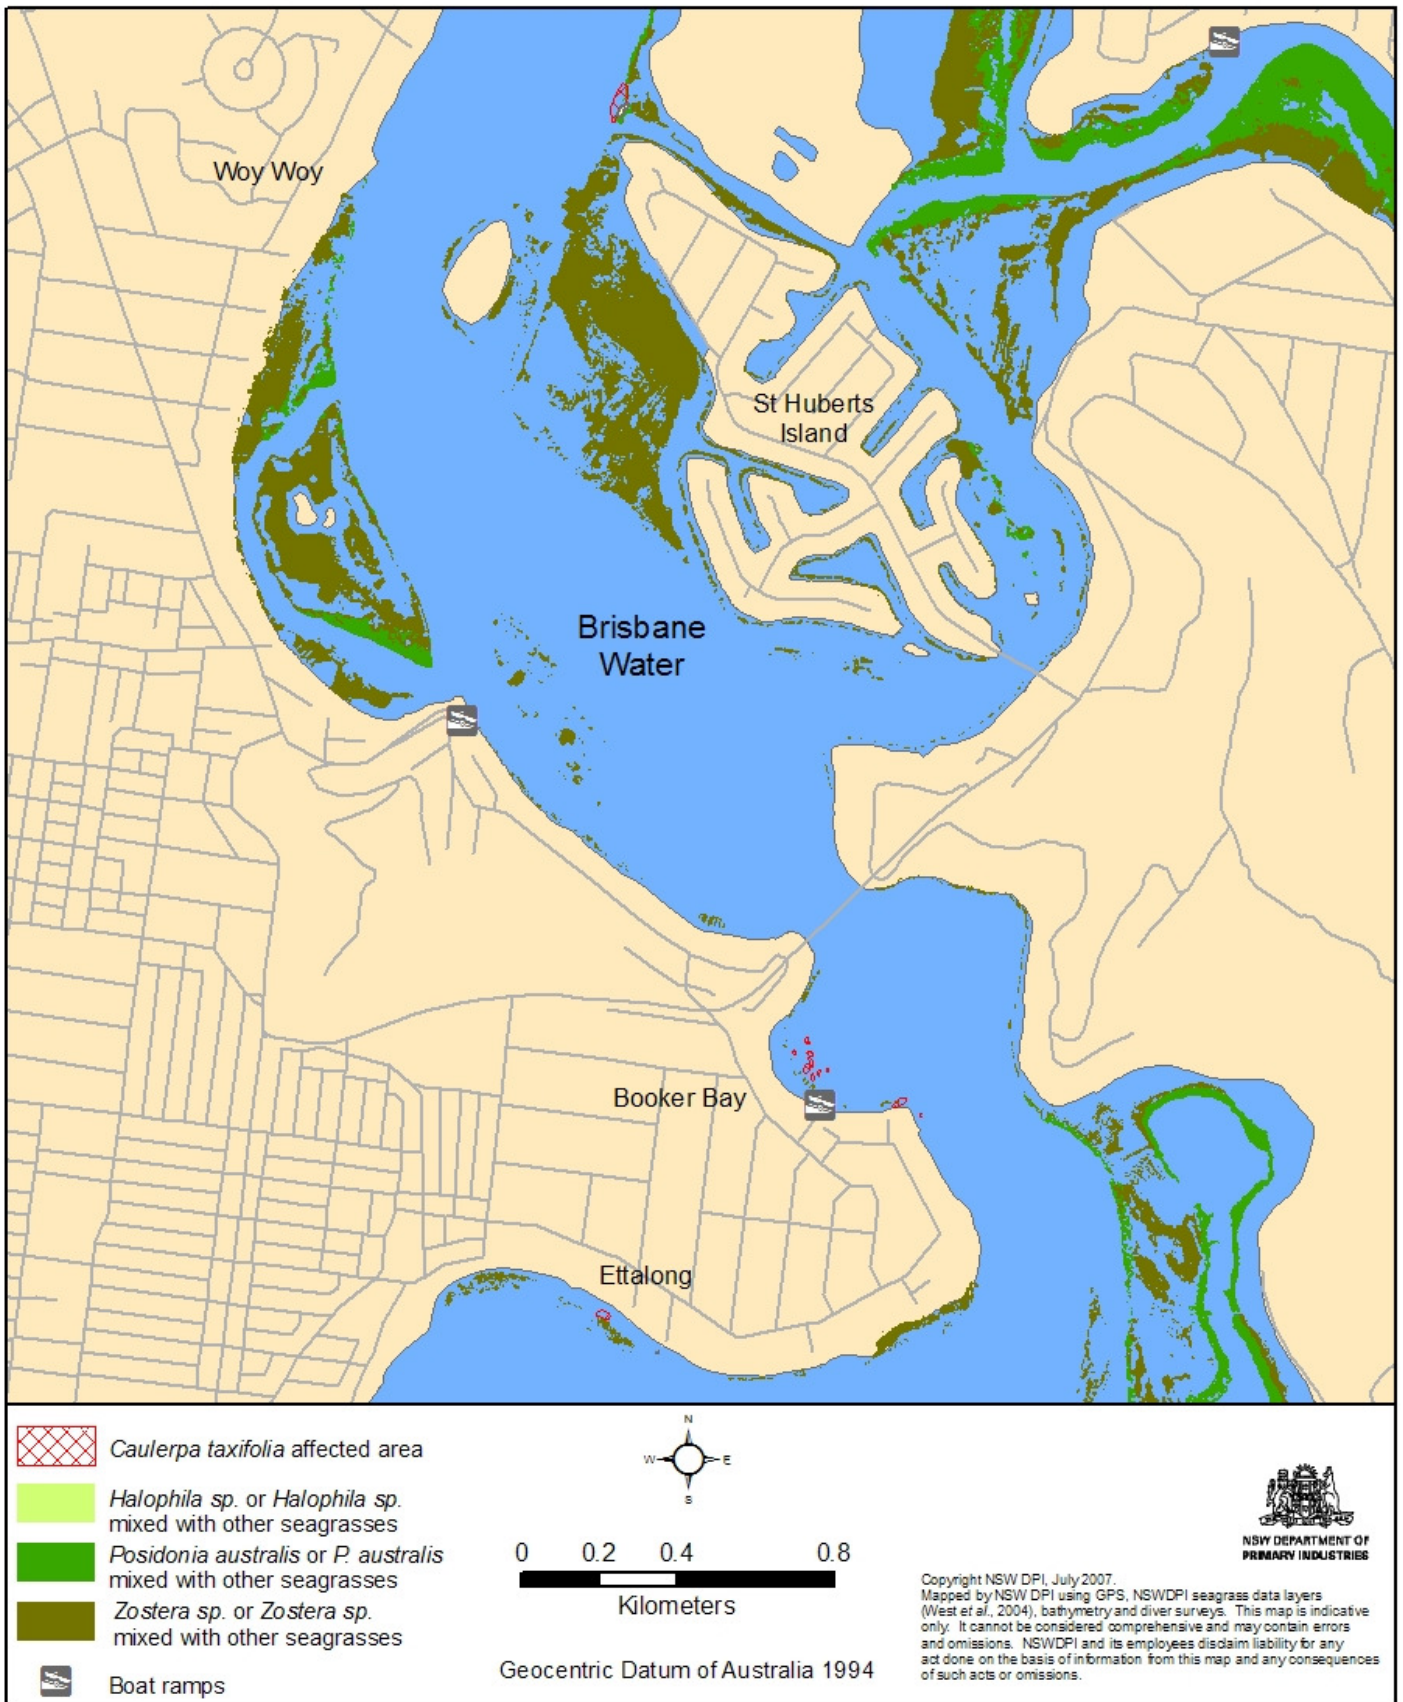 Woy Woy
St Huberts
Island
Brisbane
Water
Booker Bay
Ettalong
Caulerpa taxifolia affected area
Halophila sp. or Halophila sp.
mixed with other seagrasses
Posidonia australis or P. australis
mixed with other seagrasses
Zostera sp. or Zostera sp.
mixed with other seagrasses
Boat ramps
N
W E
S
0 0.2 0.4 0.8
Kilometers
Geocentric Datum of Australia 1994
NSW DEPARTMENT OF
PRIMARY INDUSTRIES
Copyright NSW DPI, July 2007.
Mapped by NSW DPI using GPS, NSWDPI seagrass data layers
(West et al., 2004), bathymetry and diver surveys. This map is indicative
only. It cannot be considered comprehensive and may contain errors
and omissions. NSWDPI and its employees disclaim liability for any
act done on the basis of information from this map and any consequences
of such acts or omissions.